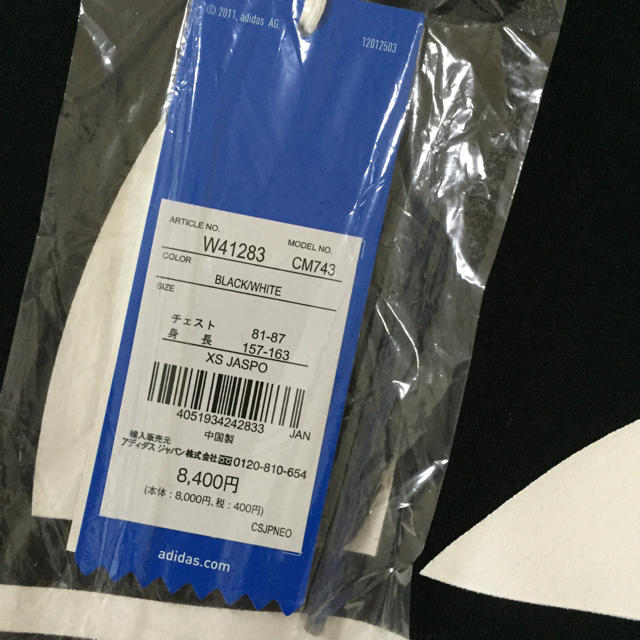 © 2011, adidas AG
12012503
ARTICLE NO. MODEL NO.
W41283 CM743
COLOR
BLACK/WHITE
SIZE
チェスト 81-87
身長 157-163
XS JASPO
4051934242833 JAN
中国製
輸入販売元
アディダス ジャパン株式会社 0120-810-654
8,400円
(本体:8,000円,税:400円)
CSJPNEO
adidas.com